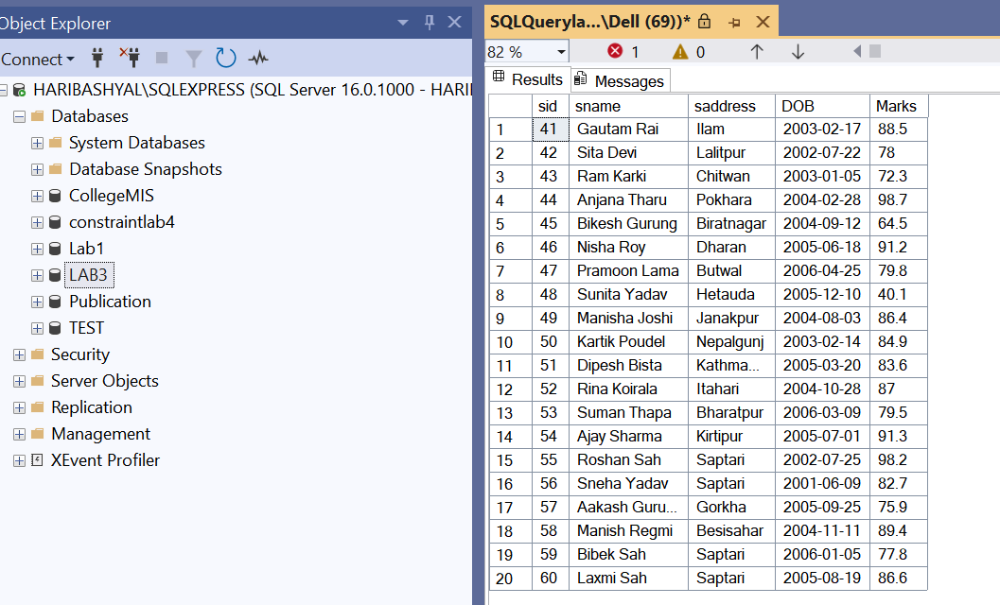 Object Explorer
Connect
HARIBASHYAL\SQLEXPRESS (SQL Server 16.0.1000 - HARI
Databases
System Databases
Database Snapshots
CollegeMIS
constraintlab4
Lab1
LAB3
Publication
TEST
Security
Server Objects
Replication
Management
XEvent Profiler
SQLQueryla...\Dell (69))*
82 % 1 0
Results Messages
sid sname saddress DOB Marks
1 41 Gautam Rai Ilam 2003-02-17 88.5
2 42 Sita Devi Lalitpur 2002-07-22 78
3 43 Ram Karki Chitwan 2003-01-05 72.3
4 44 Anjana Tharu Pokhara 2004-02-28 98.7
5 45 Bikesh Gurung Biratnagar 2004-09-12 64.5
6 46 Nisha Roy Dharan 2005-06-18 91.2
7 47 Pramoon Lama Butwal 2006-04-25 79.8
8 48 Sunita Yadav Hetauda 2005-12-10 40.1
9 49 Manisha Joshi Janakpur 2004-08-03 86.4
10 50 Kartik Poudel Nepalgunj 2003-02-14 84.9
11 51 Dipesh Bista Kathma... 2005-03-20 83.6
12 52 Rina Koirala Itahari 2004-10-28 87
13 53 Suman Thapa Bharatpur 2006-03-09 79.5
14 54 Ajay Sharma Kirtipur 2005-07-01 91.3
15 55 Roshan Sah Saptari 2002-07-25 98.2
16 56 Sneha Yadav Saptari 2001-06-09 82.7
17 57 Aakash Guru... Gorkha 2005-09-25 75.9
18 58 Manish Regmi Besisahar 2004-11-11 89.4
19 59 Bibek Sah Saptari 2006-01-05 77.8
20 60 Laxmi Sah Saptari 2005-08-19 86.6